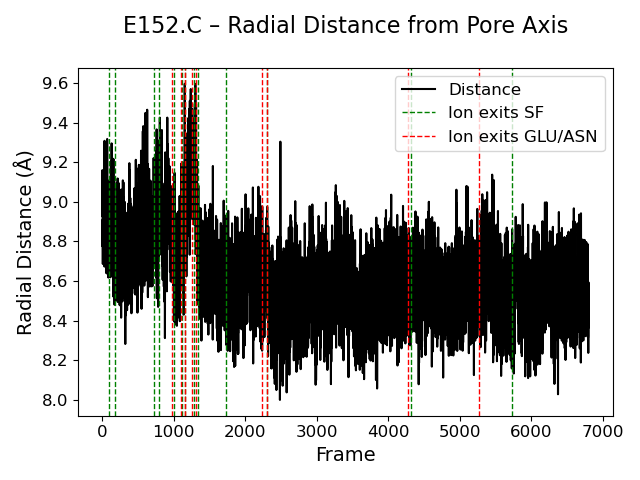 E152.C – Radial Distance from Pore Axis
Distance
Ion exits SF
Ion exits GLU/ASN
Radial Distance (Å)
9.6
9.4
9.2
9.0
8.8
8.6
8.4
8.2
8.0
0 1000 2000 3000 4000 5000 6000 7000
Frame